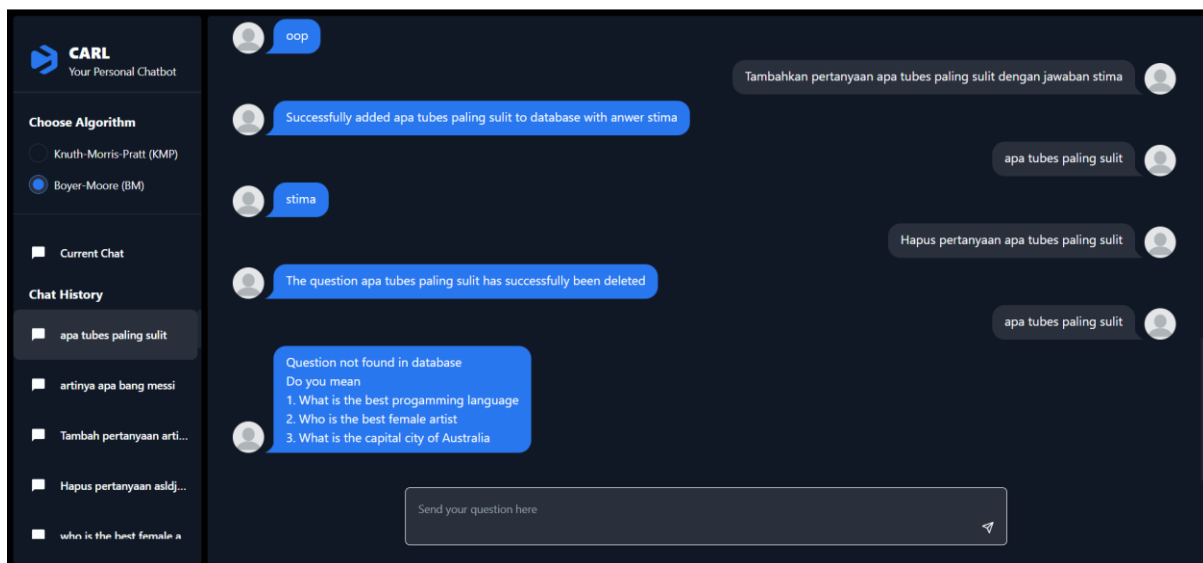 CARL
Your Personal Chatbot
Choose Algorithm
Knuth-Morris-Pratt (KMP)
Boyer-Moore (BM)
Current Chat
Chat History
apa tubes paling sulit
artinya apa bang messi
Tambah pertanyaan arti...
Hapus pertanyaan asldj...
who is the best female a
oop
Tambahkan pertanyaan apa tubes paling sulit dengan jawaban stima
Successfully added apa tubes paling sulit to database with anwer stima
apa tubes paling sulit
stima
Hapus pertanyaan apa tubes paling sulit
The question apa tubes paling sulit has successfully been deleted
apa tubes paling sulit
Question not found in database
Do you mean
1. What is the best progamming language
2. Who is the best female artist
3. What is the capital city of Australia
Send your question here